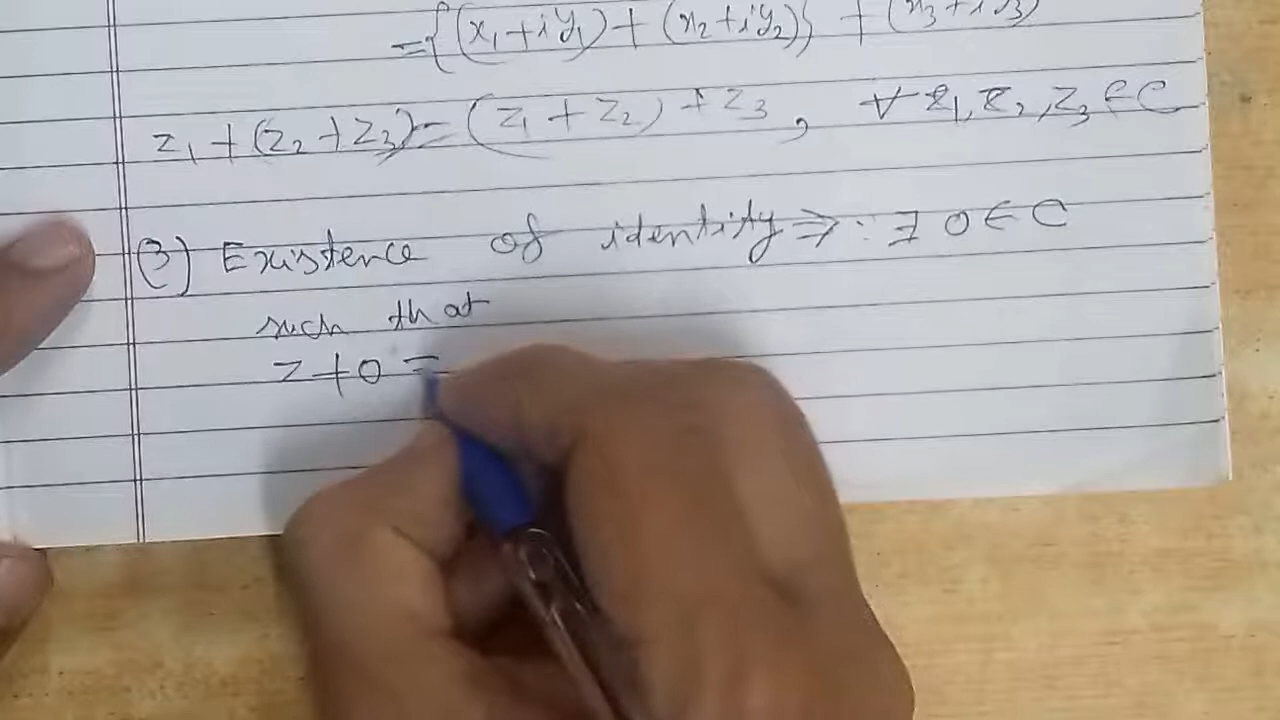 ={(x₁+iy₁)+(x₂+iy₂)} + (x₃+iy₃)
z₁+(z₂+z₃)=(z₁+z₂)+z₃, ∀ z₁,z₂,z₃∈C
(3) Existence of identity ⇒ : ∃ 0∈C
such that
z+0=